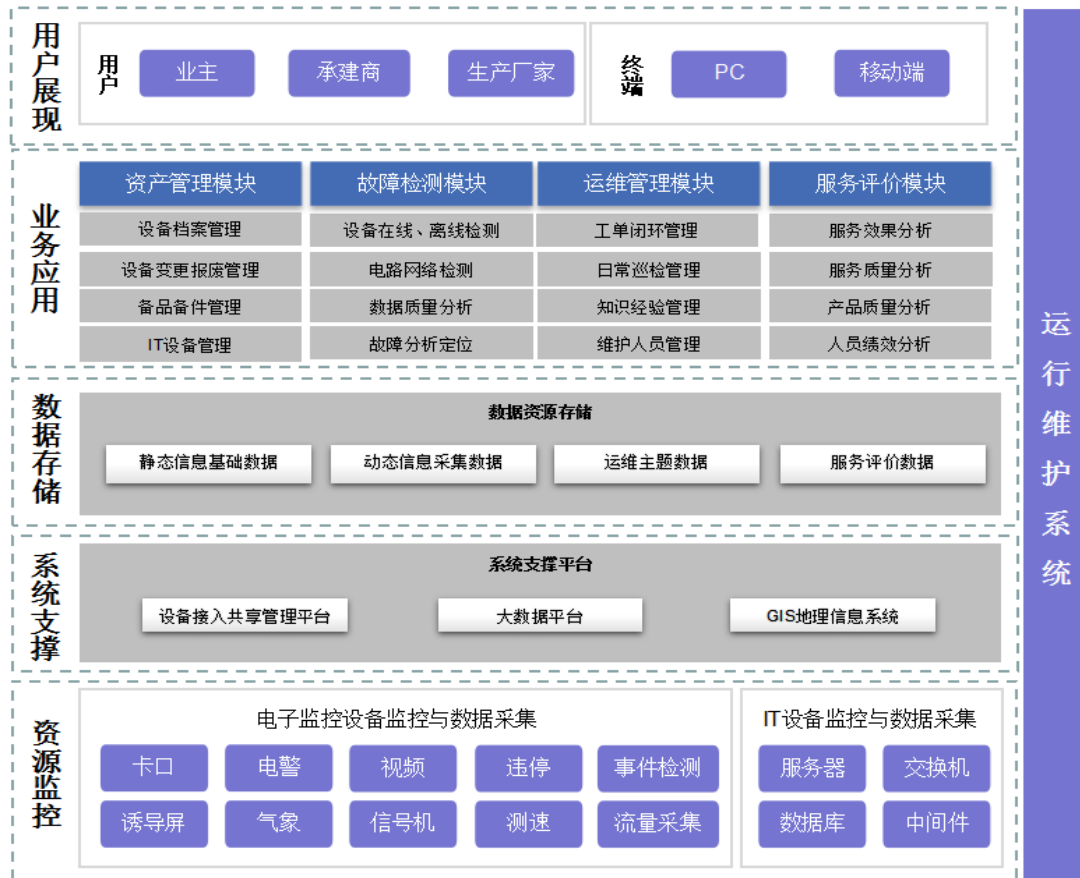 用户展现
用户
业主
承建商
生产厂家
终端
PC
移动端
业务应用
资产管理模块
故障检测模块
运维管理模块
服务评价模块
设备档案管理
设备在线、离线检测
工单闭环管理
服务效果分析
设备变更报废管理
电路网络检测
日常巡检管理
服务质量分析
备品备件管理
数据质量分析
知识经验管理
产品质量分析
IT设备管理
故障分析定位
维护人员管理
人员绩效分析
数据存储
数据资源存储
静态信息基础数据
动态信息采集数据
运维主题数据
服务评价数据
系统支撑
系统支撑平台
设备接入共享管理平台
大数据平台
GIS地理信息系统
资源监控
电子监控设备监控与数据采集
卡口
电警
视频
违停
事件检测
诱导屏
气象
信号机
测速
流量采集
IT设备监控与数据采集
服务器
交换机
数据库
中间件
运行维护系统